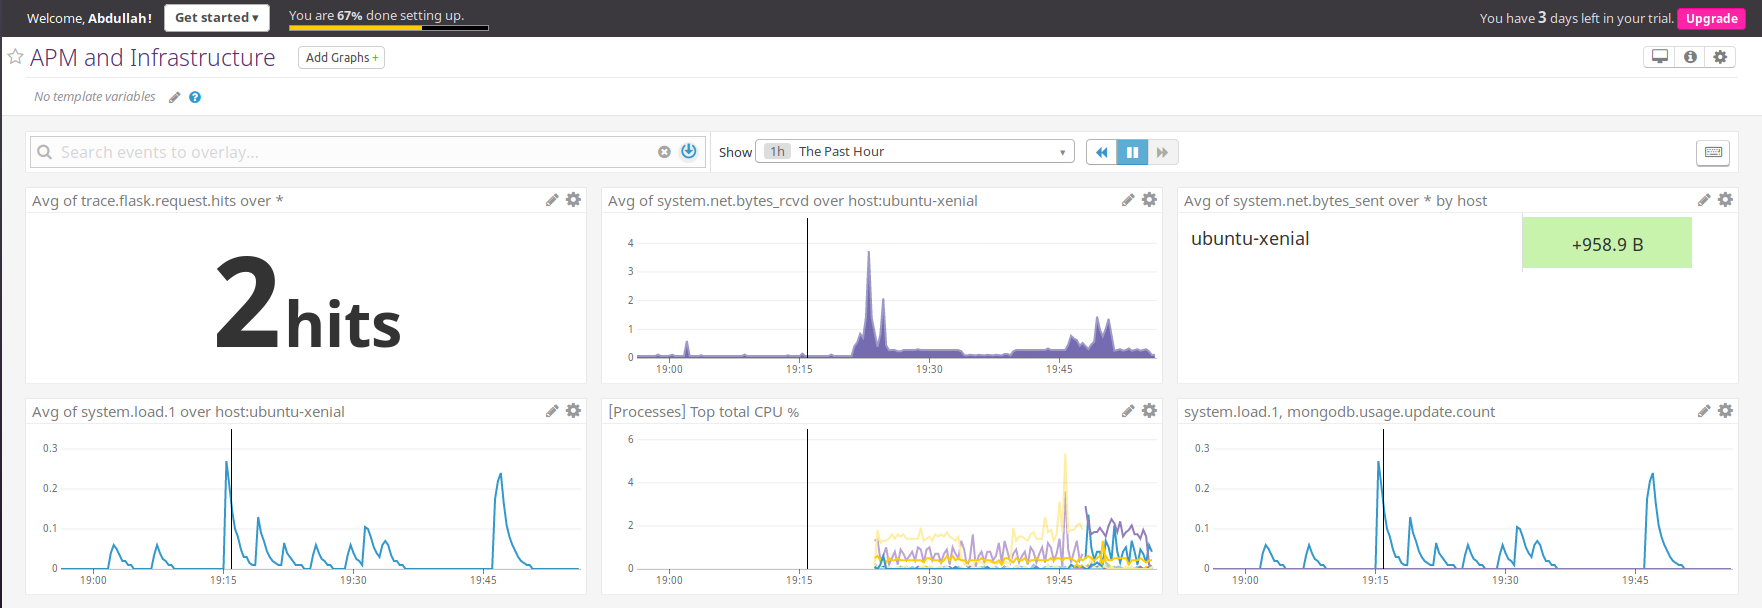 Welcome, Abdullah! Get started ▾ You are 67% done setting up. You have 3 days left in your trial. Upgrade
APM and Infrastructure Add Graphs +
No template variables ?
Search events to overlay... Show 1h The Past Hour
Avg of trace.flask.request.hits over *
2 hits
Avg of system.net.bytes_rcvd over host:ubuntu-xenial
4
3
2
1
0
19:00 19:15 19:30 19:45
Avg of system.net.bytes_sent over * by host
ubuntu-xenial +958.9 B
Avg of system.load.1 over host:ubuntu-xenial
0.3
0.2
0.1
0
19:00 19:15 19:30 19:45
[Processes] Top total CPU %
6
4
2
0
19:00 19:15 19:30 19:45
system.load.1, mongodb.usage.update.count
0.3
0.2
0.1
0
19:00 19:15 19:30 19:45